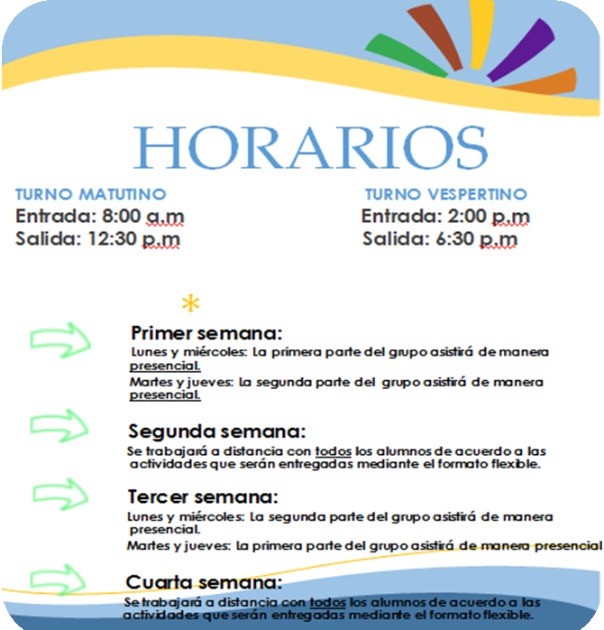 HORARIOS
TURNO MATUTINO
Entrada: 8:00 a.m
Salida: 12:30 p.m
TURNO VESPERTINO
Entrada: 2:00 p.m
Salida: 6:30 p.m
*
Primer semana:
Lunes y miércoles: La primera parte del grupo asistirá de manera
presencial.
Martes y jueves: La segunda parte del grupo asistirá de manera
presencial.
Segunda semana:
Se trabajará a distancia con todos los alumnos de acuerdo a las
actividades que serán entregadas mediante el formato flexible.
Tercer semana:
Lunes y miércoles: La segunda parte del grupo asistirá de manera
presencial.
Martes y jueves: La primera parte del grupo asistirá de manera presencial
Cuarta semana:
Se trabajará a distancia con todos los alumnos de acuerdo a las
actividades que serán entregadas mediante el formato flexible.